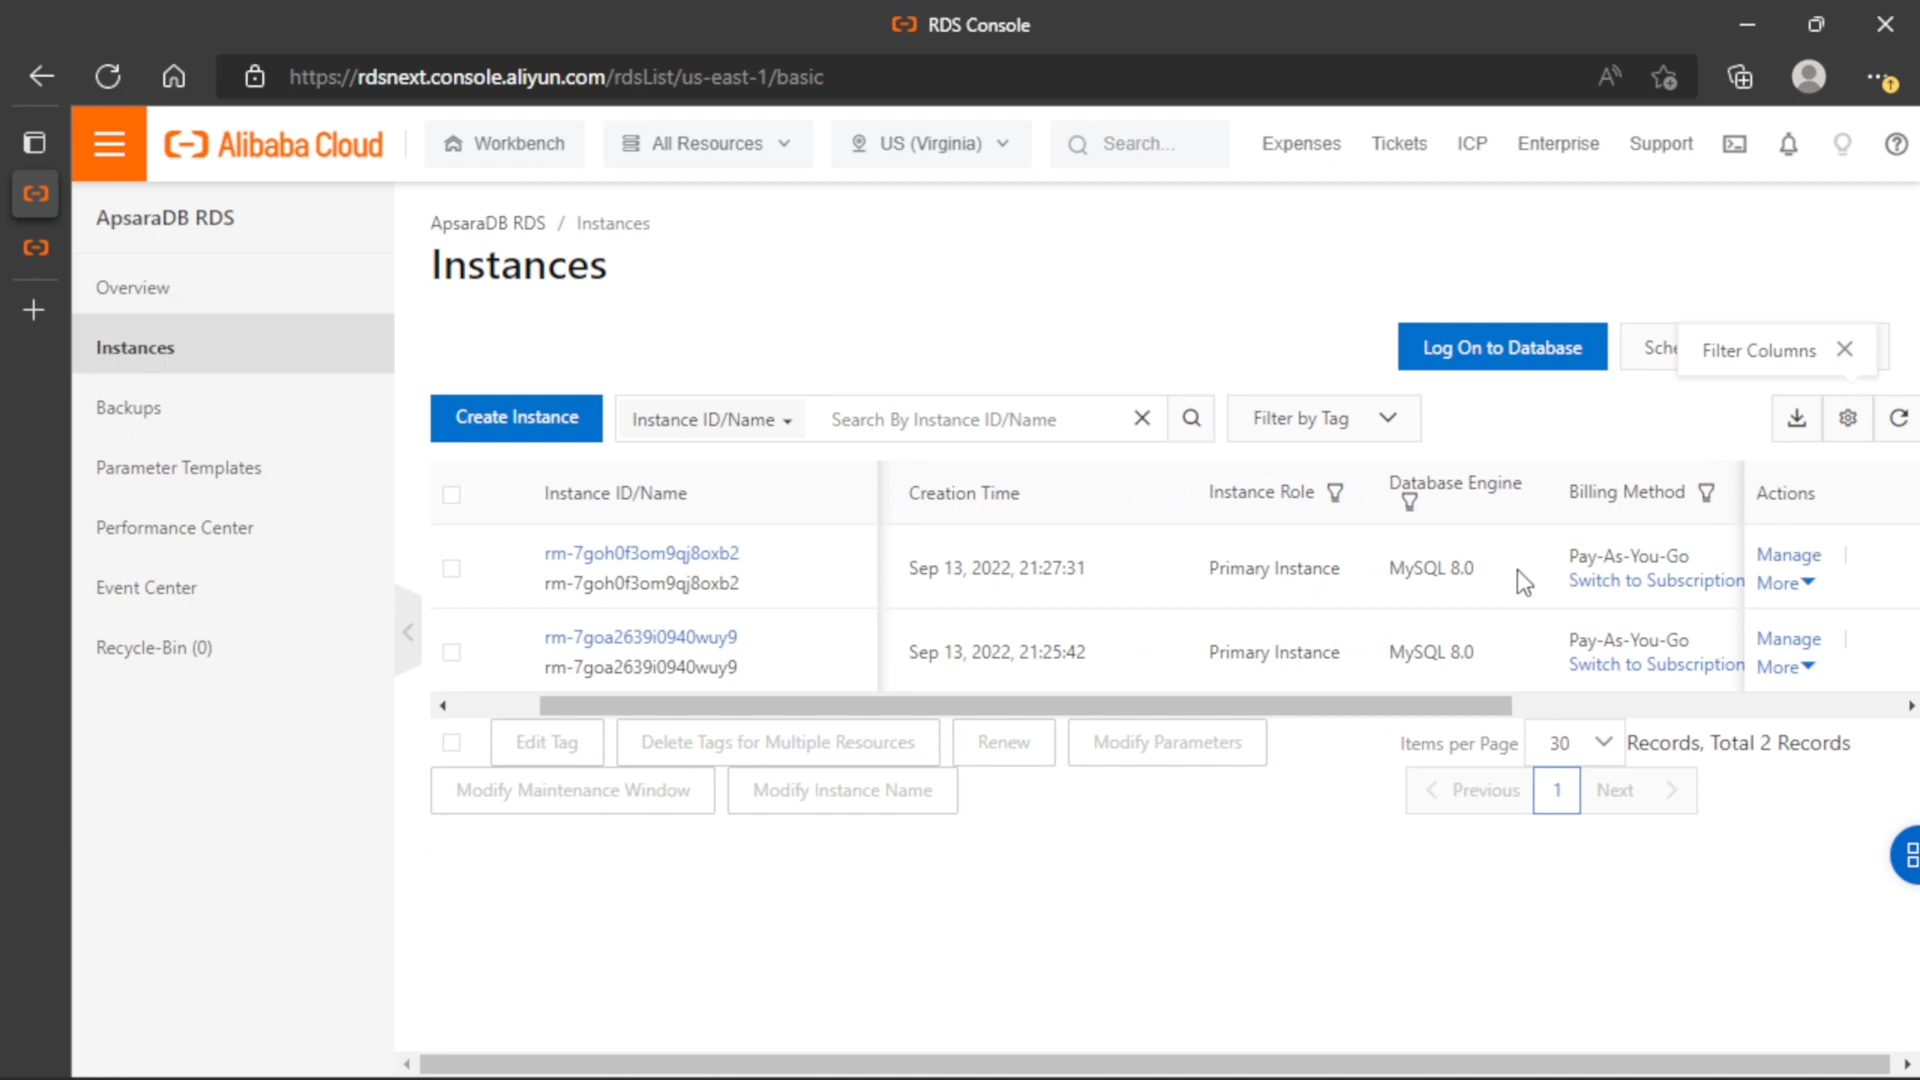 RDS Console
https://rdsnext.console.aliyun.com/rdsList/us-east-1/basic
Alibaba Cloud
Workbench
All Resources
US (Virginia)
Search...
Expenses
Tickets
ICP
Enterprise
Support
ApsaraDB RDS
Overview
Instances
Backups
Parameter Templates
Performance Center
Event Center
Recycle-Bin (0)
ApsaraDB RDS / Instances
Instances
Log On to Database
Filter Columns
Create Instance
Instance ID/Name
Search By Instance ID/Name
Filter by Tag
Instance ID/Name
Creation Time
Instance Role
Database Engine
Billing Method
Actions
rm-7goh0f3om9qj8oxb2
rm-7goh0f3om9qj8oxb2
Sep 13, 2022, 21:27:31
Primary Instance
MySQL 8.0
Pay-As-You-Go
Switch to Subscription
Manage
More
rm-7goa2639i0940wuy9
rm-7goa2639i0940wuy9
Sep 13, 2022, 21:25:42
Primary Instance
MySQL 8.0
Pay-As-You-Go
Switch to Subscription
Manage
More
Edit Tag
Delete Tags for Multiple Resources
Renew
Modify Parameters
Items per Page
30
Records, Total 2 Records
Modify Maintenance Window
Modify Instance Name
Previous
1
Next